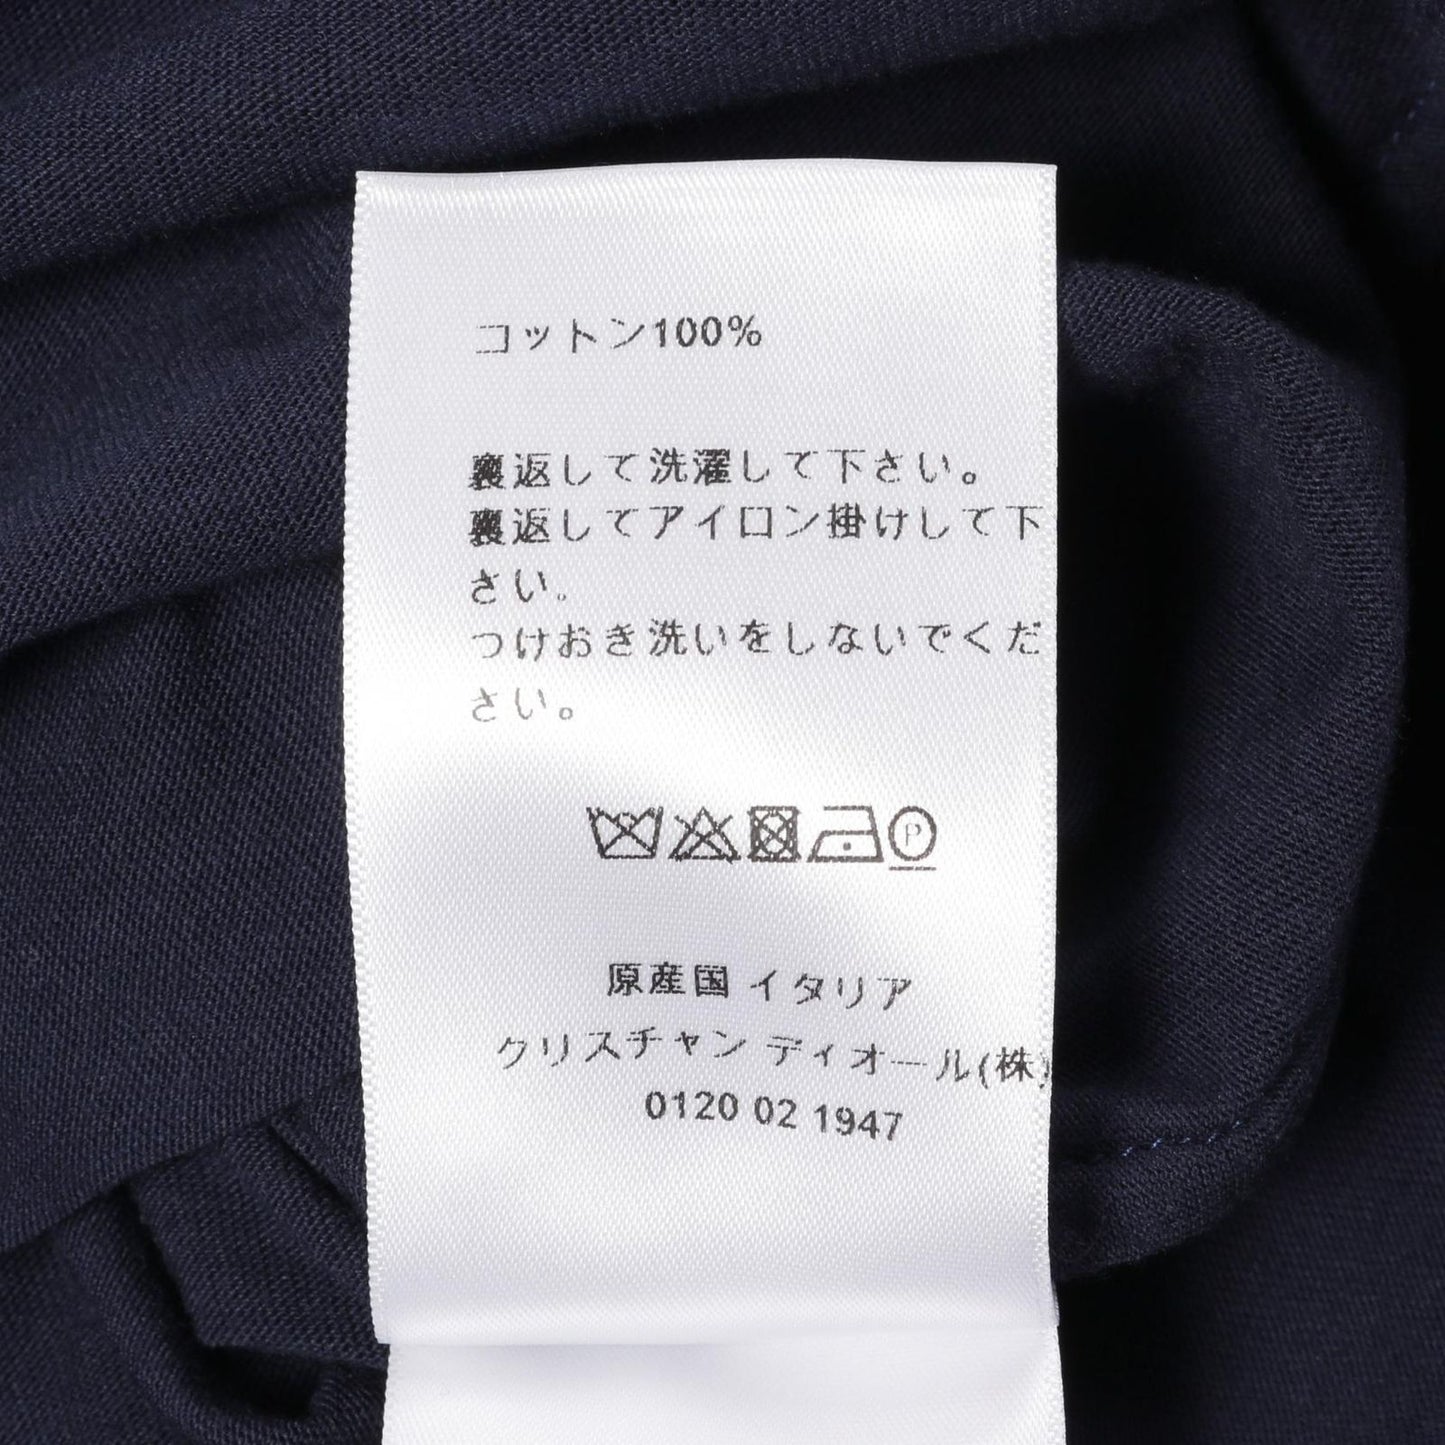 コットン100%
裏返して洗濯して下さい。
裏返してアイロン掛けして下
さい。
つけおき洗いをしないでくだ
さい。
P
原産国 イタリア
クリスチャン ディオール(株)
0120 02 1947